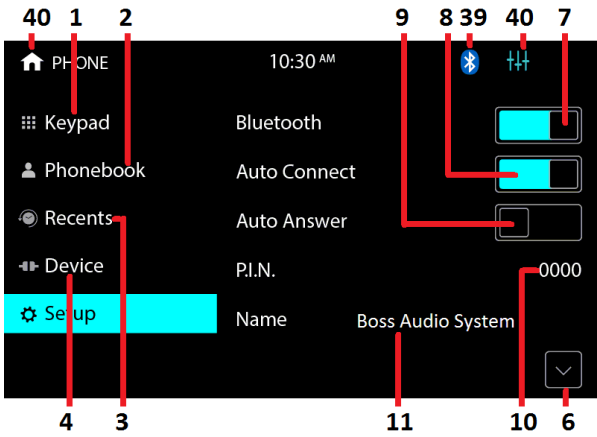 40 1 2 9 8 39 40 7
PHONE 10:30 AM
Keypad Bluetooth
Phonebook Auto Connect
Recents Auto Answer
Device P.I.N. 0000
Setup Name Boss Audio System
4 3 11 10 6